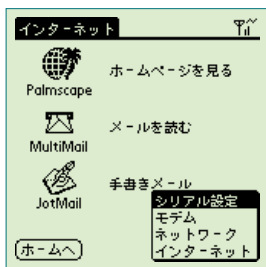 インターネット
ホームページを見る
Palmscape
メールを読む
MultiMail
手書きメール
JotMail
シリアル設定
モデム
ネットワーク
インターネット
ホームへ